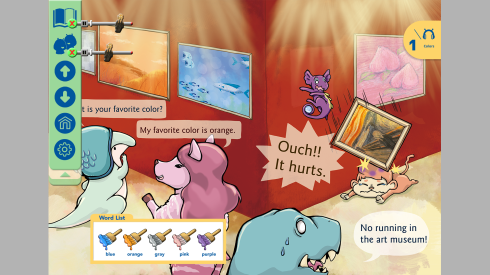 1
Colors
t is your favorite color?
My favorite color is orange.
Ouch!!
It hurts.
No running in
the art museum!
Word List
blue orange gray pink purple